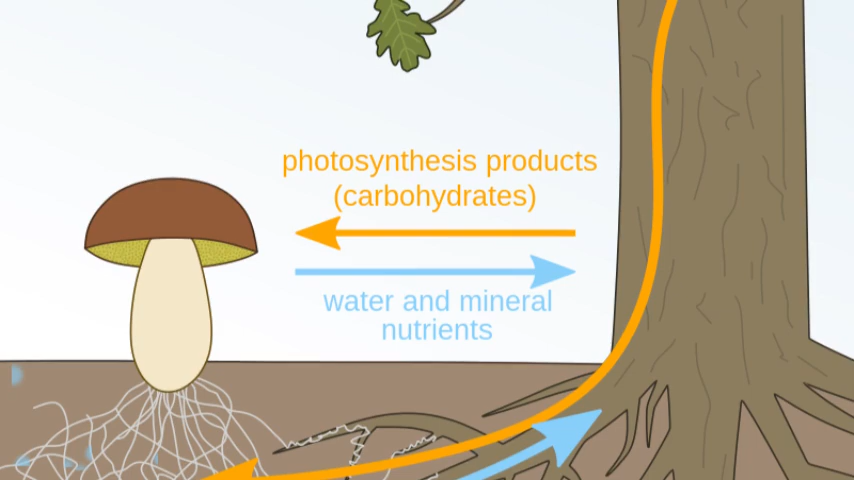 photosynthesis products
(carbohydrates)
water and mineral
nutrients